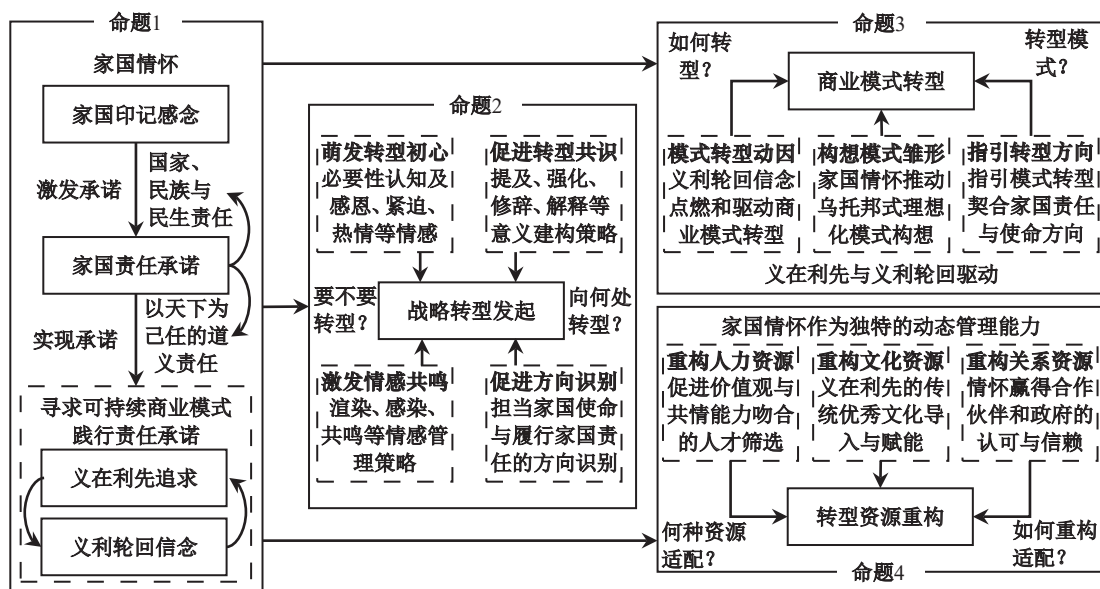 命题1
家国情怀
家国印记感念
激发承诺
国家、
民族与
民生责任
家国责任承诺
实现承诺
以天下为
己任的道
义责任
寻求可持续商业模式
践行责任承诺
义在利先追求
义利轮回信念
命题2
萌发转型初心
必要性认知及
感恩、紧迫、
热情等情感
促进转型共识
提及、强化、
修辞、解释等
意义建构策略
要不要
转型？
战略转型发起
向何处
转型？
激发情感共鸣
渲染、感染、
共鸣等情感管
理策略
促进方向识别
担当家国使命
与履行家国责
任的方向识别
命题3
如何转
型？
商业模式转型
转型模
式？
模式转型动因
义利轮回信念
点燃和驱动商
业模式转型
构想模式雏形
家国情怀推动
乌托邦式理想
化模式构想
指引转型方向
指引模式转型
契合家国责任
与使命方向
义在利先与义利轮回驱动
家国情怀作为独特的动态管理能力
重构人力资源
促进价值观与
共情能力吻合
的人才筛选
重构文化资源
义在利先的传
统优秀文化导
入与赋能
重构关系资源
情怀赢得合作
伙伴和政府的
认可与信赖
何种资源
适配？
转型资源重构
如何重构
适配？
命题4